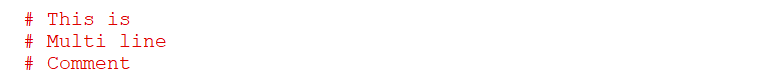 # This is
# Multi line
# Comment